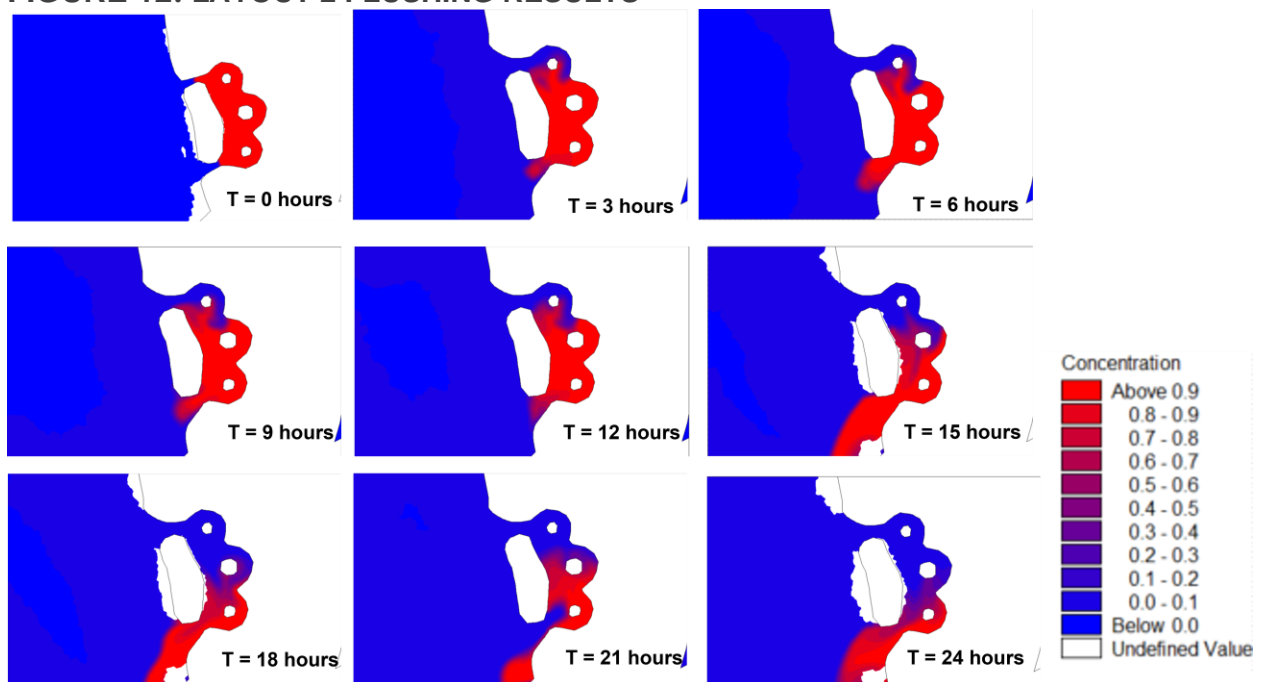 FLUSHING RESULTS
T = 0 hours
T = 3 hours
T = 6 hours
T = 9 hours
T = 12 hours
T = 15 hours
T = 18 hours
T = 21 hours
T = 24 hours
Concentration
Above 0.9
0.8 - 0.9
0.7 - 0.8
0.6 - 0.7
0.5 - 0.6
0.4 - 0.5
0.3 - 0.4
0.2 - 0.3
0.1 - 0.2
0.0 - 0.1
Below 0.0
Undefined Value